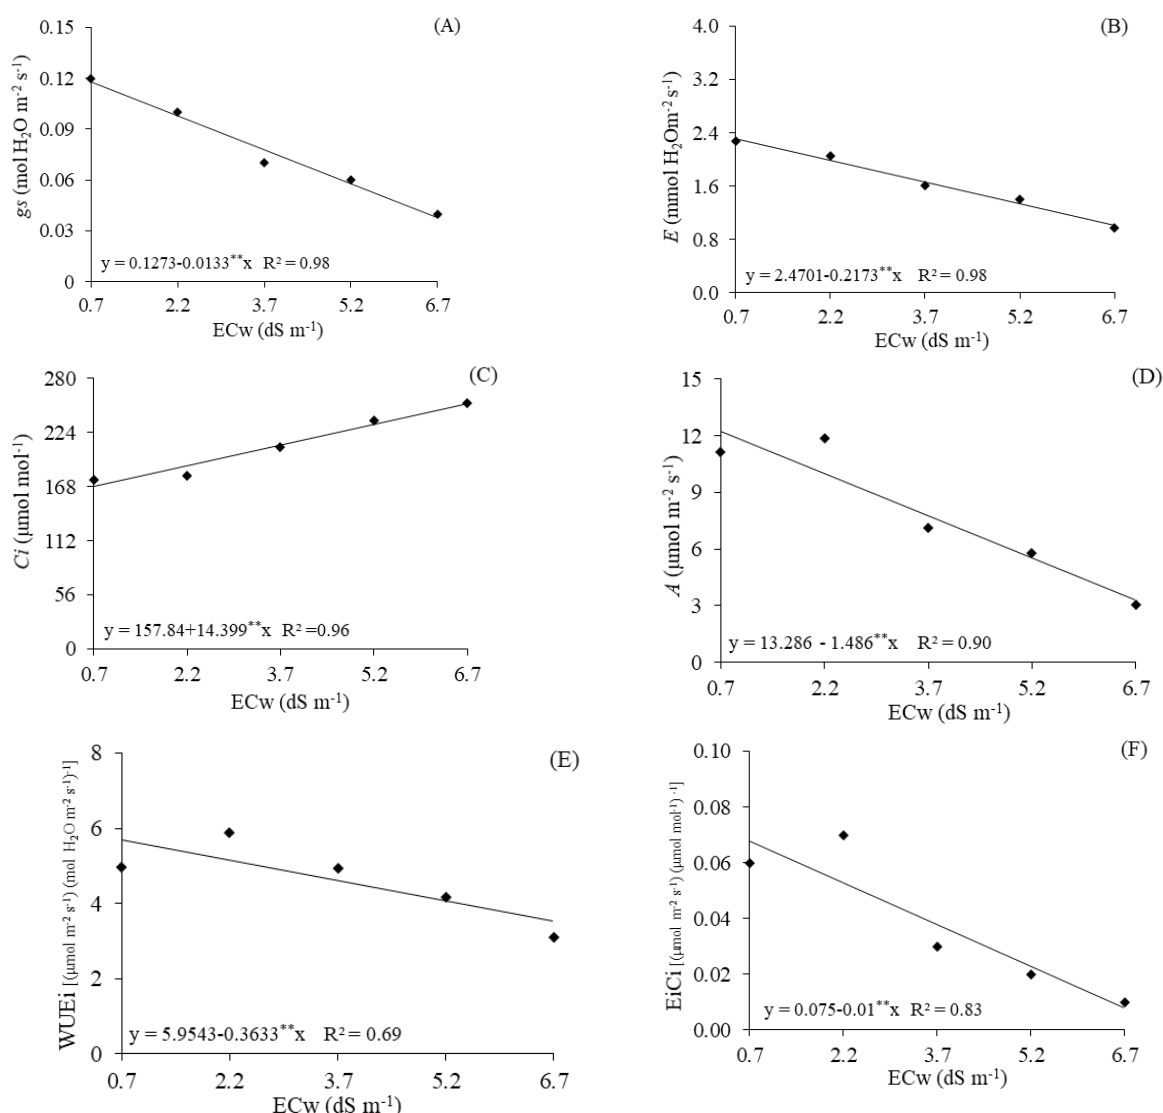 (A)
0.15
0.12
0.09
0.06
0.03
0
gs (mol H₂O m⁻² s⁻¹)
y = 0.1273-0.0133**x R² = 0.98
0.7 2.2 3.7 5.2 6.7
ECw (dS m⁻¹)
(B)
4.0
3.2
2.4
1.6
0.8
0.0
E (mmol H₂Om⁻² s⁻¹)
y = 2.4701-0.2173**x R² = 0.98
0.7 2.2 3.7 5.2 6.7
ECw (dS m⁻¹)
(C)
280
224
168
112
56
0
Ci (µmol mol⁻¹)
y = 157.84+14.399**x R² =0.96
0.7 2.2 3.7 5.2 6.7
ECw (dS m⁻¹)
(D)
15
12
9
6
3
0
A (µmol m⁻² s⁻¹)
y = 13.286 - 1.486**x R² = 0.90
0.7 2.2 3.7 5.2 6.7
ECw (dS m⁻¹)
(E)
8
6
4
2
0
WUEi [(µmol m⁻² s⁻¹) (mol H₂O m⁻² s⁻¹)⁻¹]
y = 5.9543-0.3633**x R² = 0.69
0.7 2.2 3.7 5.2 6.7
ECw (dS m⁻¹)
(F)
0.10
0.08
0.06
0.04
0.02
0.00
EiCi [(µmol m⁻² s⁻¹) (µmol mol⁻¹) ⁻¹]
y = 0.075-0.01**x R² = 0.83
0.7 2.2 3.7 5.2 6.7
ECw (dS m⁻¹)